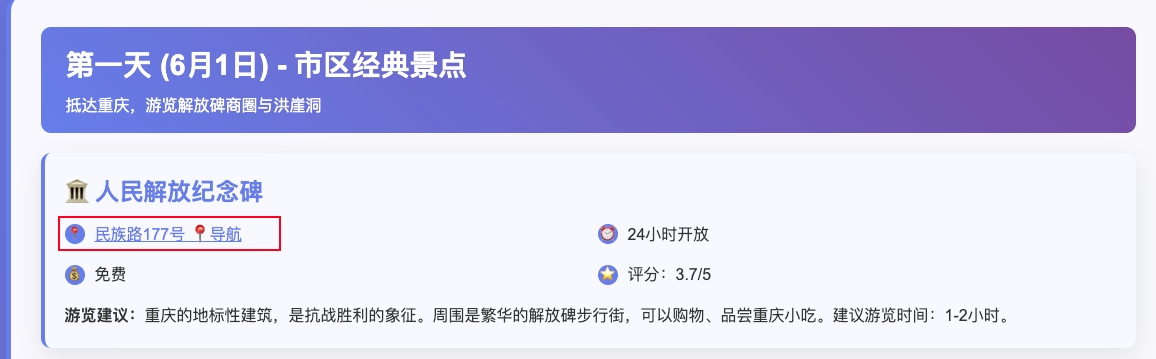 第一天 (6月1日) - 市区经典景点
抵达重庆，游览解放碑商圈与洪崖洞
🏛️ 人民解放纪念碑
📍 民族路177号 📍导航
⏰ 24小时开放
💰 免费
⭐ 评分：3.7/5
游览建议：重庆的地标性建筑，是抗战胜利的象征。周围是繁华的解放碑步行街，可以购物、品尝重庆小吃。建议游览时间：1-2小时。